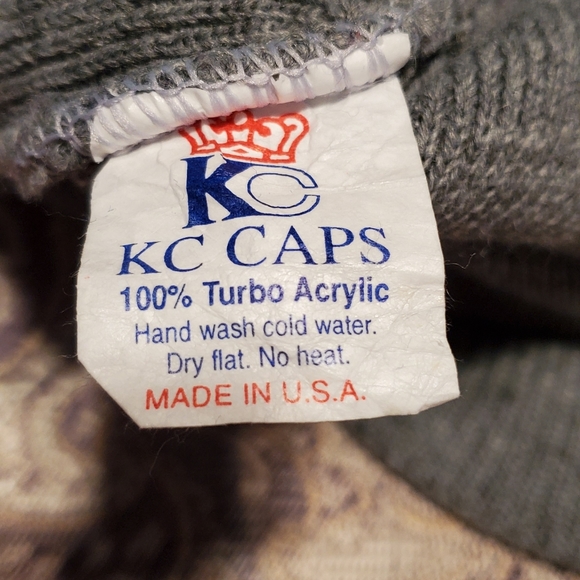 KC
KC CAPS
100% Turbo Acrylic
Hand wash cold water.
Dry flat. No heat.
MADE IN U.S.A.